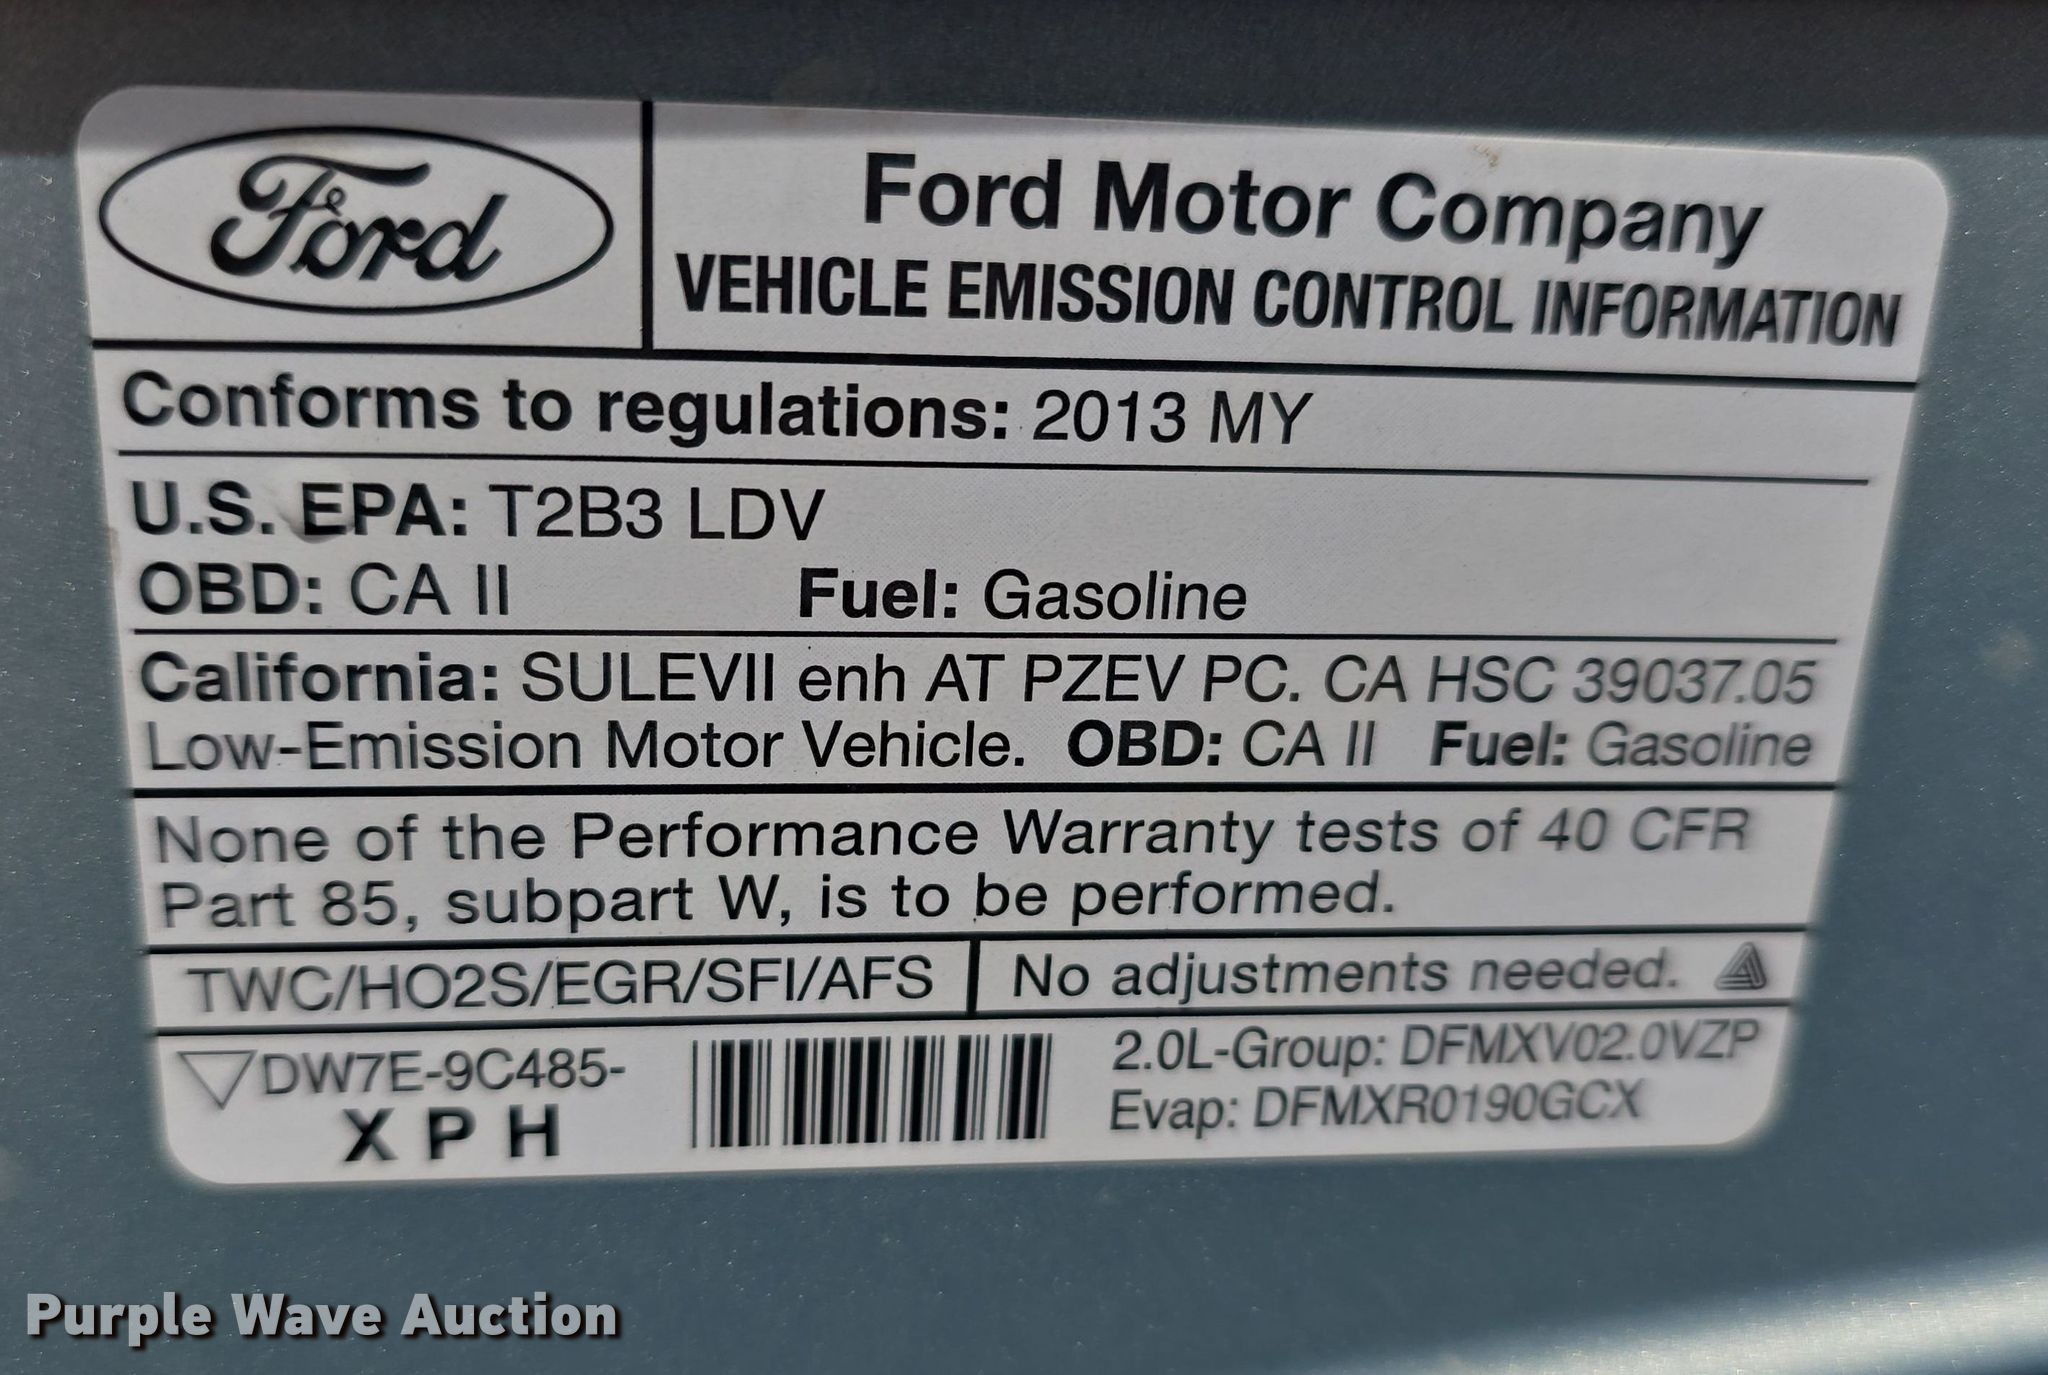 Ford
Ford Motor Company
VEHICLE EMISSION CONTROL INFORMATION
Conforms to regulations: 2013 MY
U.S. EPA: T2B3 LDV
OBD: CA II Fuel: Gasoline
California: SULEVII enh AT PZEV PC. CA HSC 39037.05
Low-Emission Motor Vehicle. OBD: CA II Fuel: Gasoline
None of the Performance Warranty tests of 40 CFR
Part 85, subpart W, is to be performed.
TWC/HO2S/EGR/SFI/AFS No adjustments needed.
DW7E-9C485-
X P H
2.0L-Group: DFMXV02.0VZP
Evap: DFMXR0190GCX
Purple Wave Auction